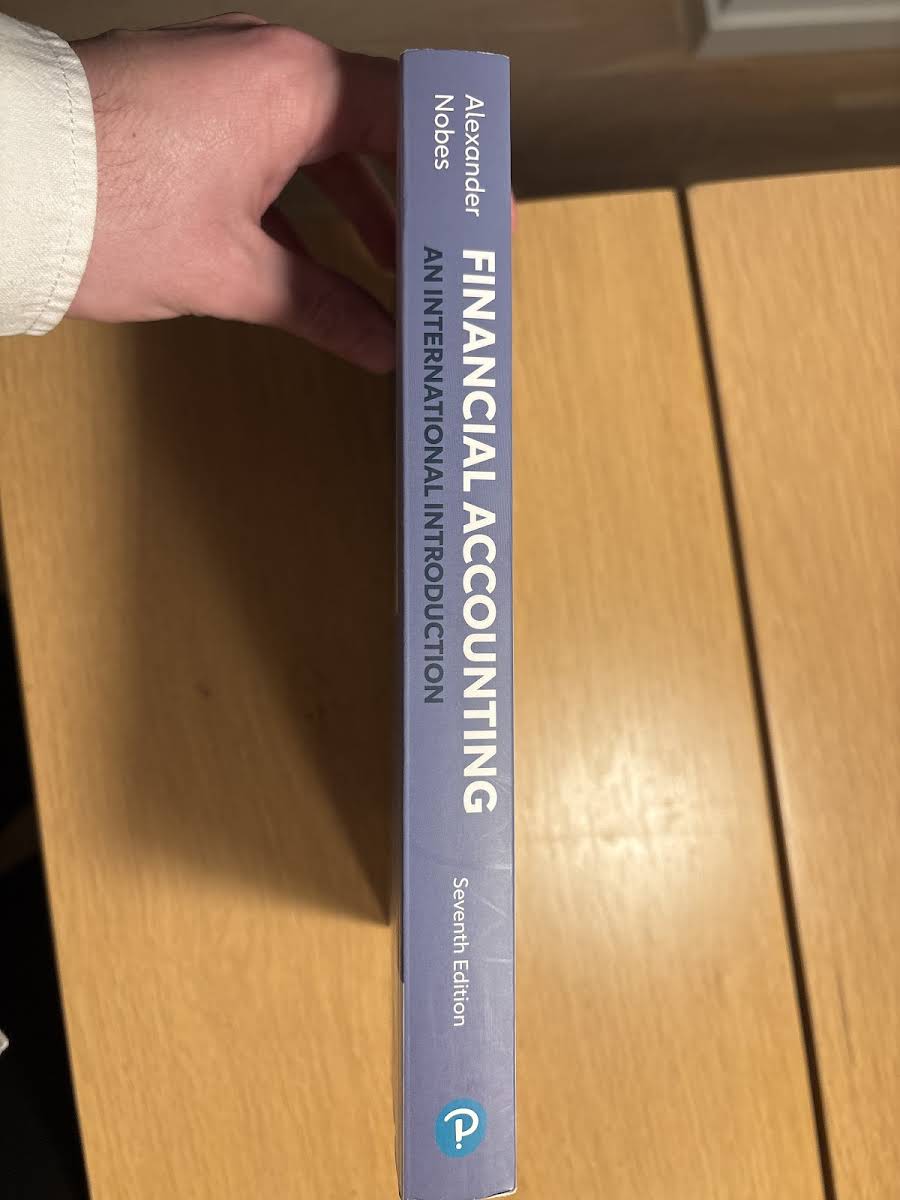 Alexander
Nobes
FINANCIAL ACCOUNTING
AN INTERNATIONAL INTRODUCTION
Seventh Edition
P